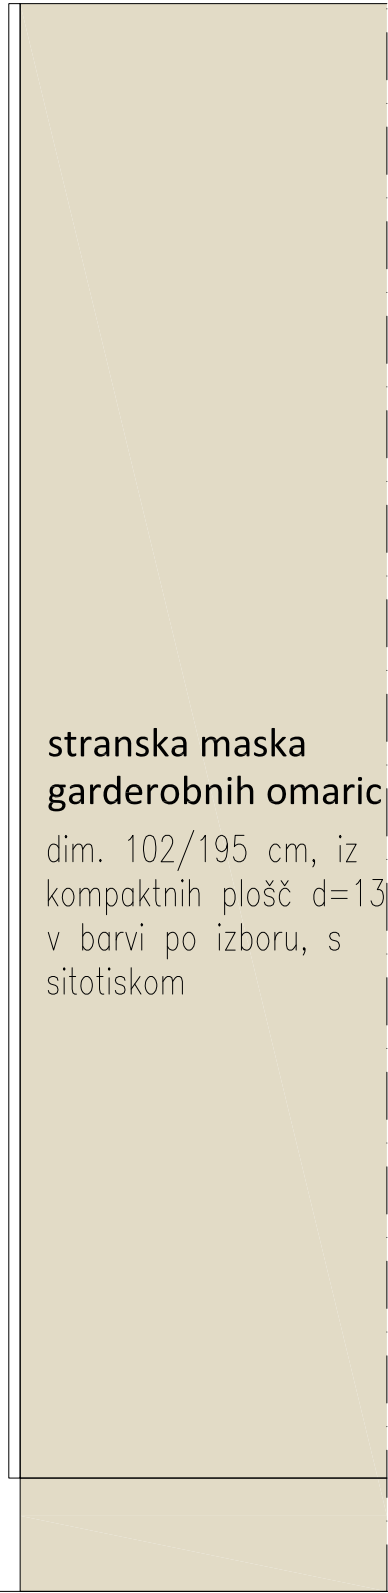 stranska maska
garderobnih omaric
dim. 102/195 cm, iz
kompaktnih plošč d=13
v barvi po izboru, s
sitotiskom